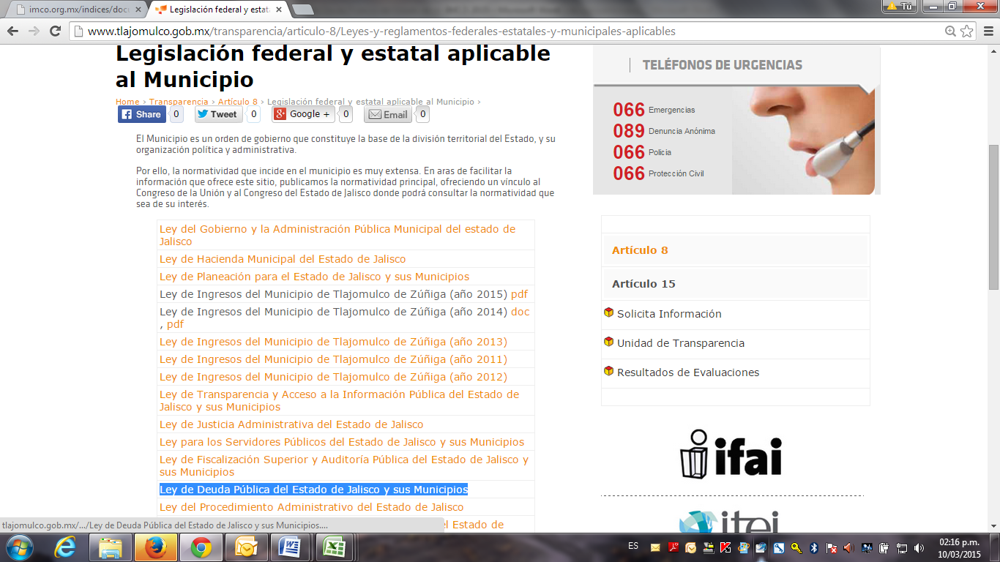 imco.org.mx/indices/docu
Legislación federal y estata
Tú
www.tlajomulco.gob.mx/transparencia/articulo-8/Leyes-y-reglamentos-federales-estatales-y-municipales-aplicables
Legislación federal y estatal aplicable
al Municipio
Home › Transparencia › Artículo 8 › Legislación federal y estatal aplicable al Municipio ›
Share 0 Tweet 0 Google + 0 Email 0
El Municipio es un orden de gobierno que constituye la base de la división territorial del Estado, y su
organización política y administrativa.
Por ello, la normatividad que incide en el municipio es muy extensa. En aras de facilitar la
información que ofrece este sitio, publicamos la normatividad principal, ofreciendo un vínculo al
Congreso de la Unión y al Congreso del Estado de Jalisco donde podrá consultar la normatividad que
sea de su interés.
Ley del Gobierno y la Administración Pública Municipal del estado de
Jalisco
Ley de Hacienda Municipal del Estado de Jalisco
Ley de Planeación para el Estado de Jalisco y sus Municipios
Ley de Ingresos del Municipio de Tlajomulco de Zúñiga (año 2015) pdf
Ley de Ingresos del Municipio de Tlajomulco de Zúñiga (año 2014) doc
, pdf
Ley de Ingresos del Municipio de Tlajomulco de Zúñiga (año 2013)
Ley de Ingresos del Municipio de Tlajomulco de Zúñiga (año 2011)
Ley de Ingresos del Municipio de Tlajomulco de Zúñiga (año 2012)
Ley de Transparencia y Acceso a la Información Pública del Estado de
Jalisco y sus Municipios
Ley de Justicia Administrativa del Estado de Jalisco
Ley para los Servidores Públicos del Estado de Jalisco y sus Municipios
Ley de Fiscalización Superior y Auditoría Pública del Estado de Jalisco y
sus Municipios
Ley de Deuda Pública del Estado de Jalisco y sus Municipios
Ley del Procedimiento Administrativo del Estado de Jalisco
el Estado de
TELÉFONOS DE URGENCIAS
066 Emergencias
089 Denuncia Anónima
066 Policia
066 Protección Civil
Artículo 8
Artículo 15
Solicita Información
Unidad de Transparencia
Resultados de Evaluaciones
ifai
itei
tlajomulco.gob.mx/.../Ley de Deuda Pública del Estado de Jalisco y sus Municipios....
ES
02:16 p.m.
10/03/2015